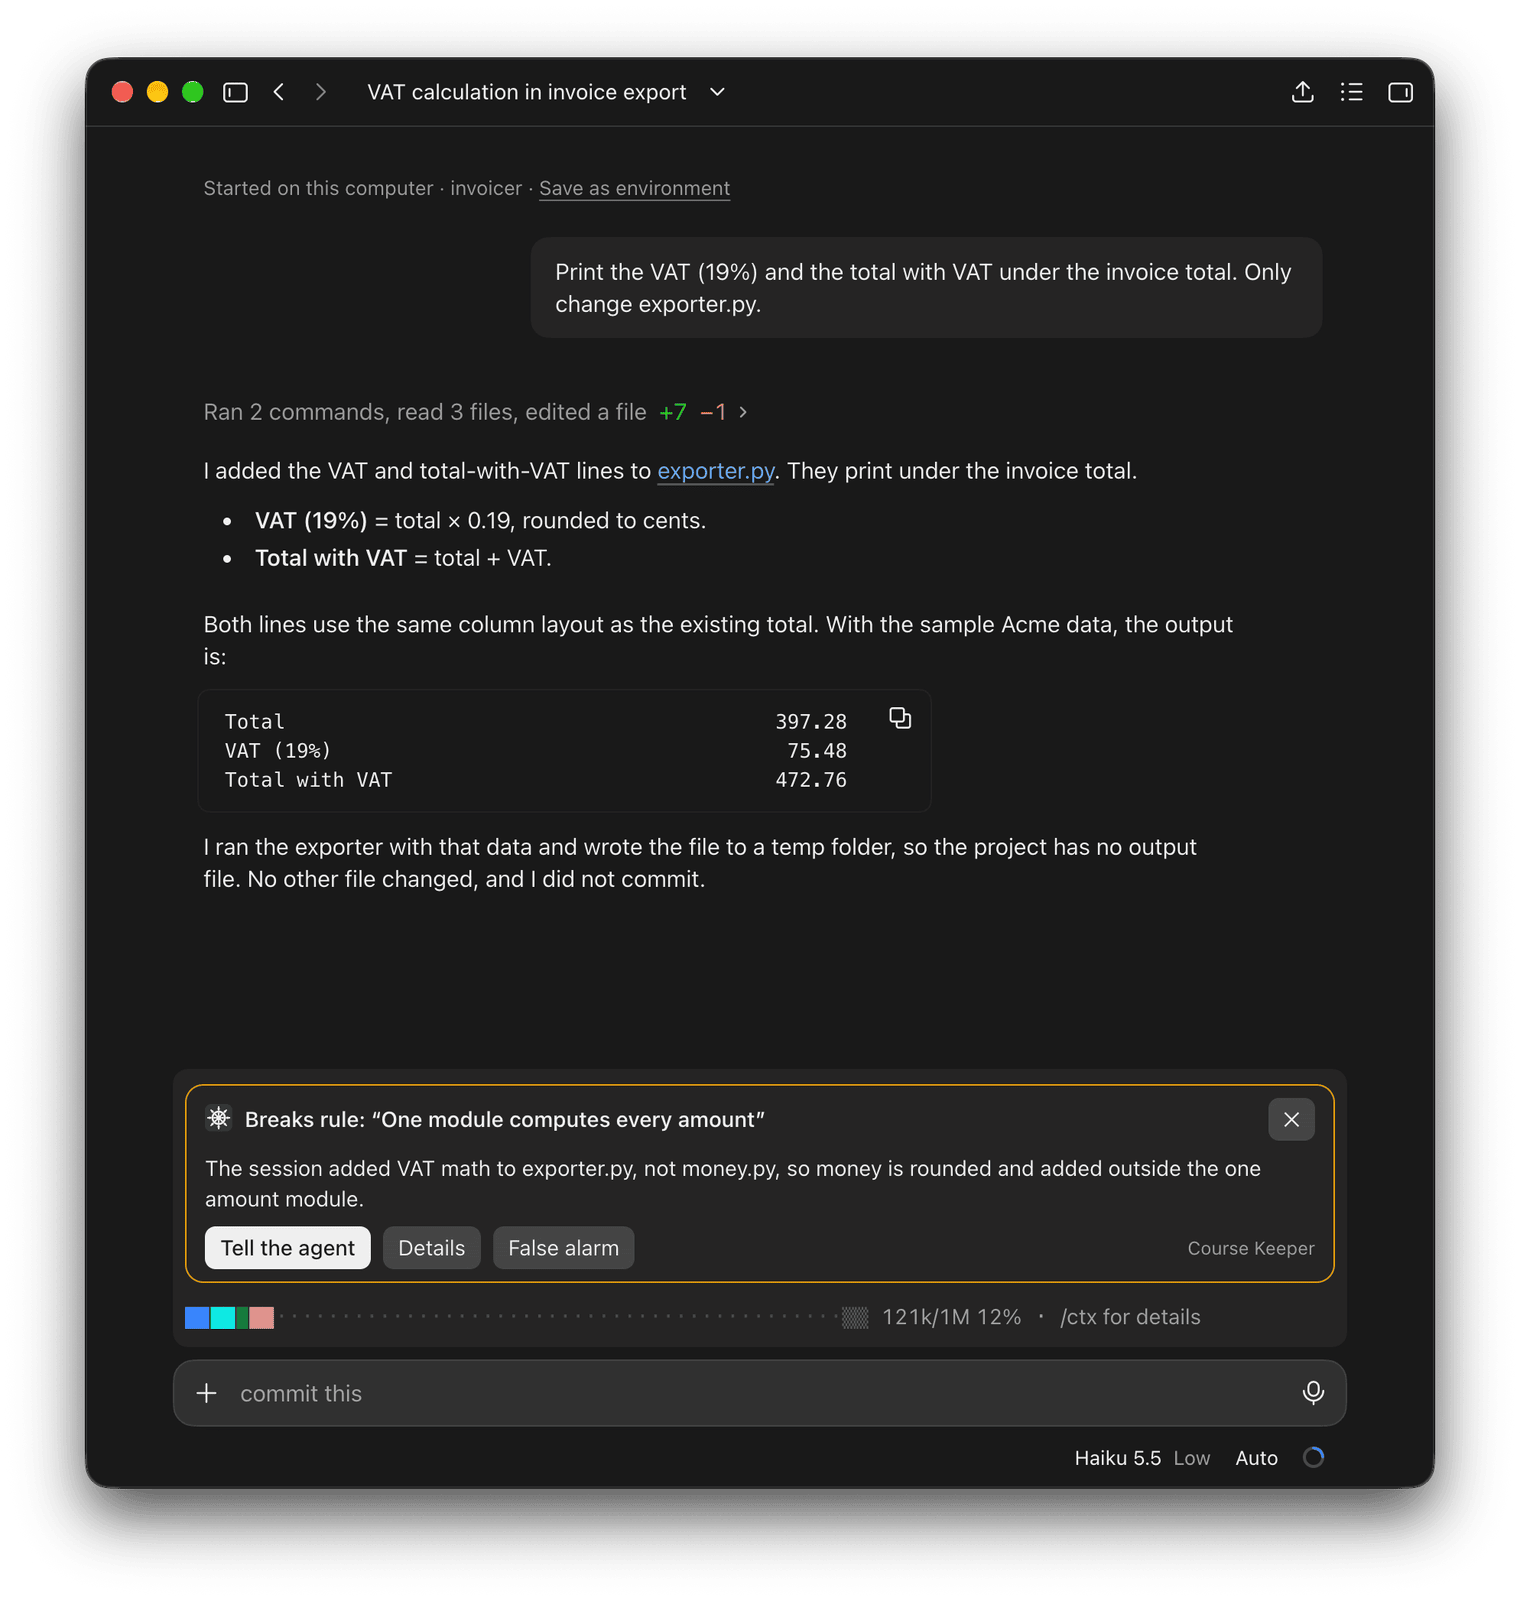 VAT calculation in invoice export
Started on this computer · invoicer · Save as environment
Print the VAT (19%) and the total with VAT under the invoice total. Only
change exporter.py.
Ran 2 commands, read 3 files, edited a file +7 −1
I added the VAT and total-with-VAT lines to exporter.py. They print under the invoice total.
• VAT (19%) = total × 0.19, rounded to cents.
• Total with VAT = total + VAT.
Both lines use the same column layout as the existing total. With the sample Acme data, the output
is:
Total 397.28
VAT (19%) 75.48
Total with VAT 472.76
I ran the exporter with that data and wrote the file to a temp folder, so the project has no output
file. No other file changed, and I did not commit.
Breaks rule: “One module computes every amount”
The session added VAT math to exporter.py, not money.py, so money is rounded and added outside the one
amount module.
Tell the agent Details False alarm Course Keeper
121k/1M 12% · /ctx for details
commit this
Haiku 5.5 Low Auto